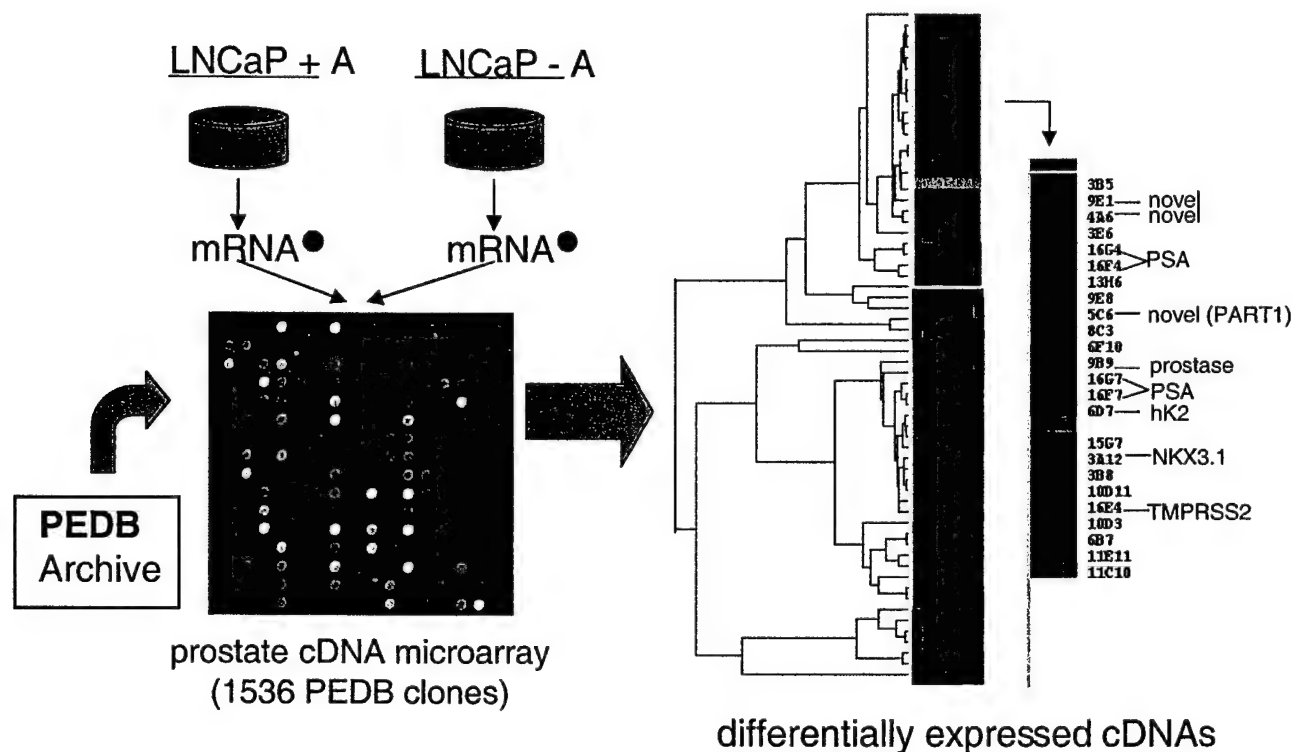 LNCaP + A
LNCaP - A
mRNA
mRNA
PEDB
Archive
prostate cDNA microarray
(1536 PEDB clones)
3B5
9E1 novel
4A6 novel
3E6
16G4
16F4
PSA
13H6
9E8
5C6 novel (PART1)
8C3
6F10
9B9 prostase
16G7
16F7
PSA
6D7 hK2
15G7
3A12 NKX3.1
3B8
10D11
16E4 TMPRSS2
10D3
6B7
11E11
11C10
differentially expressed cDNAs